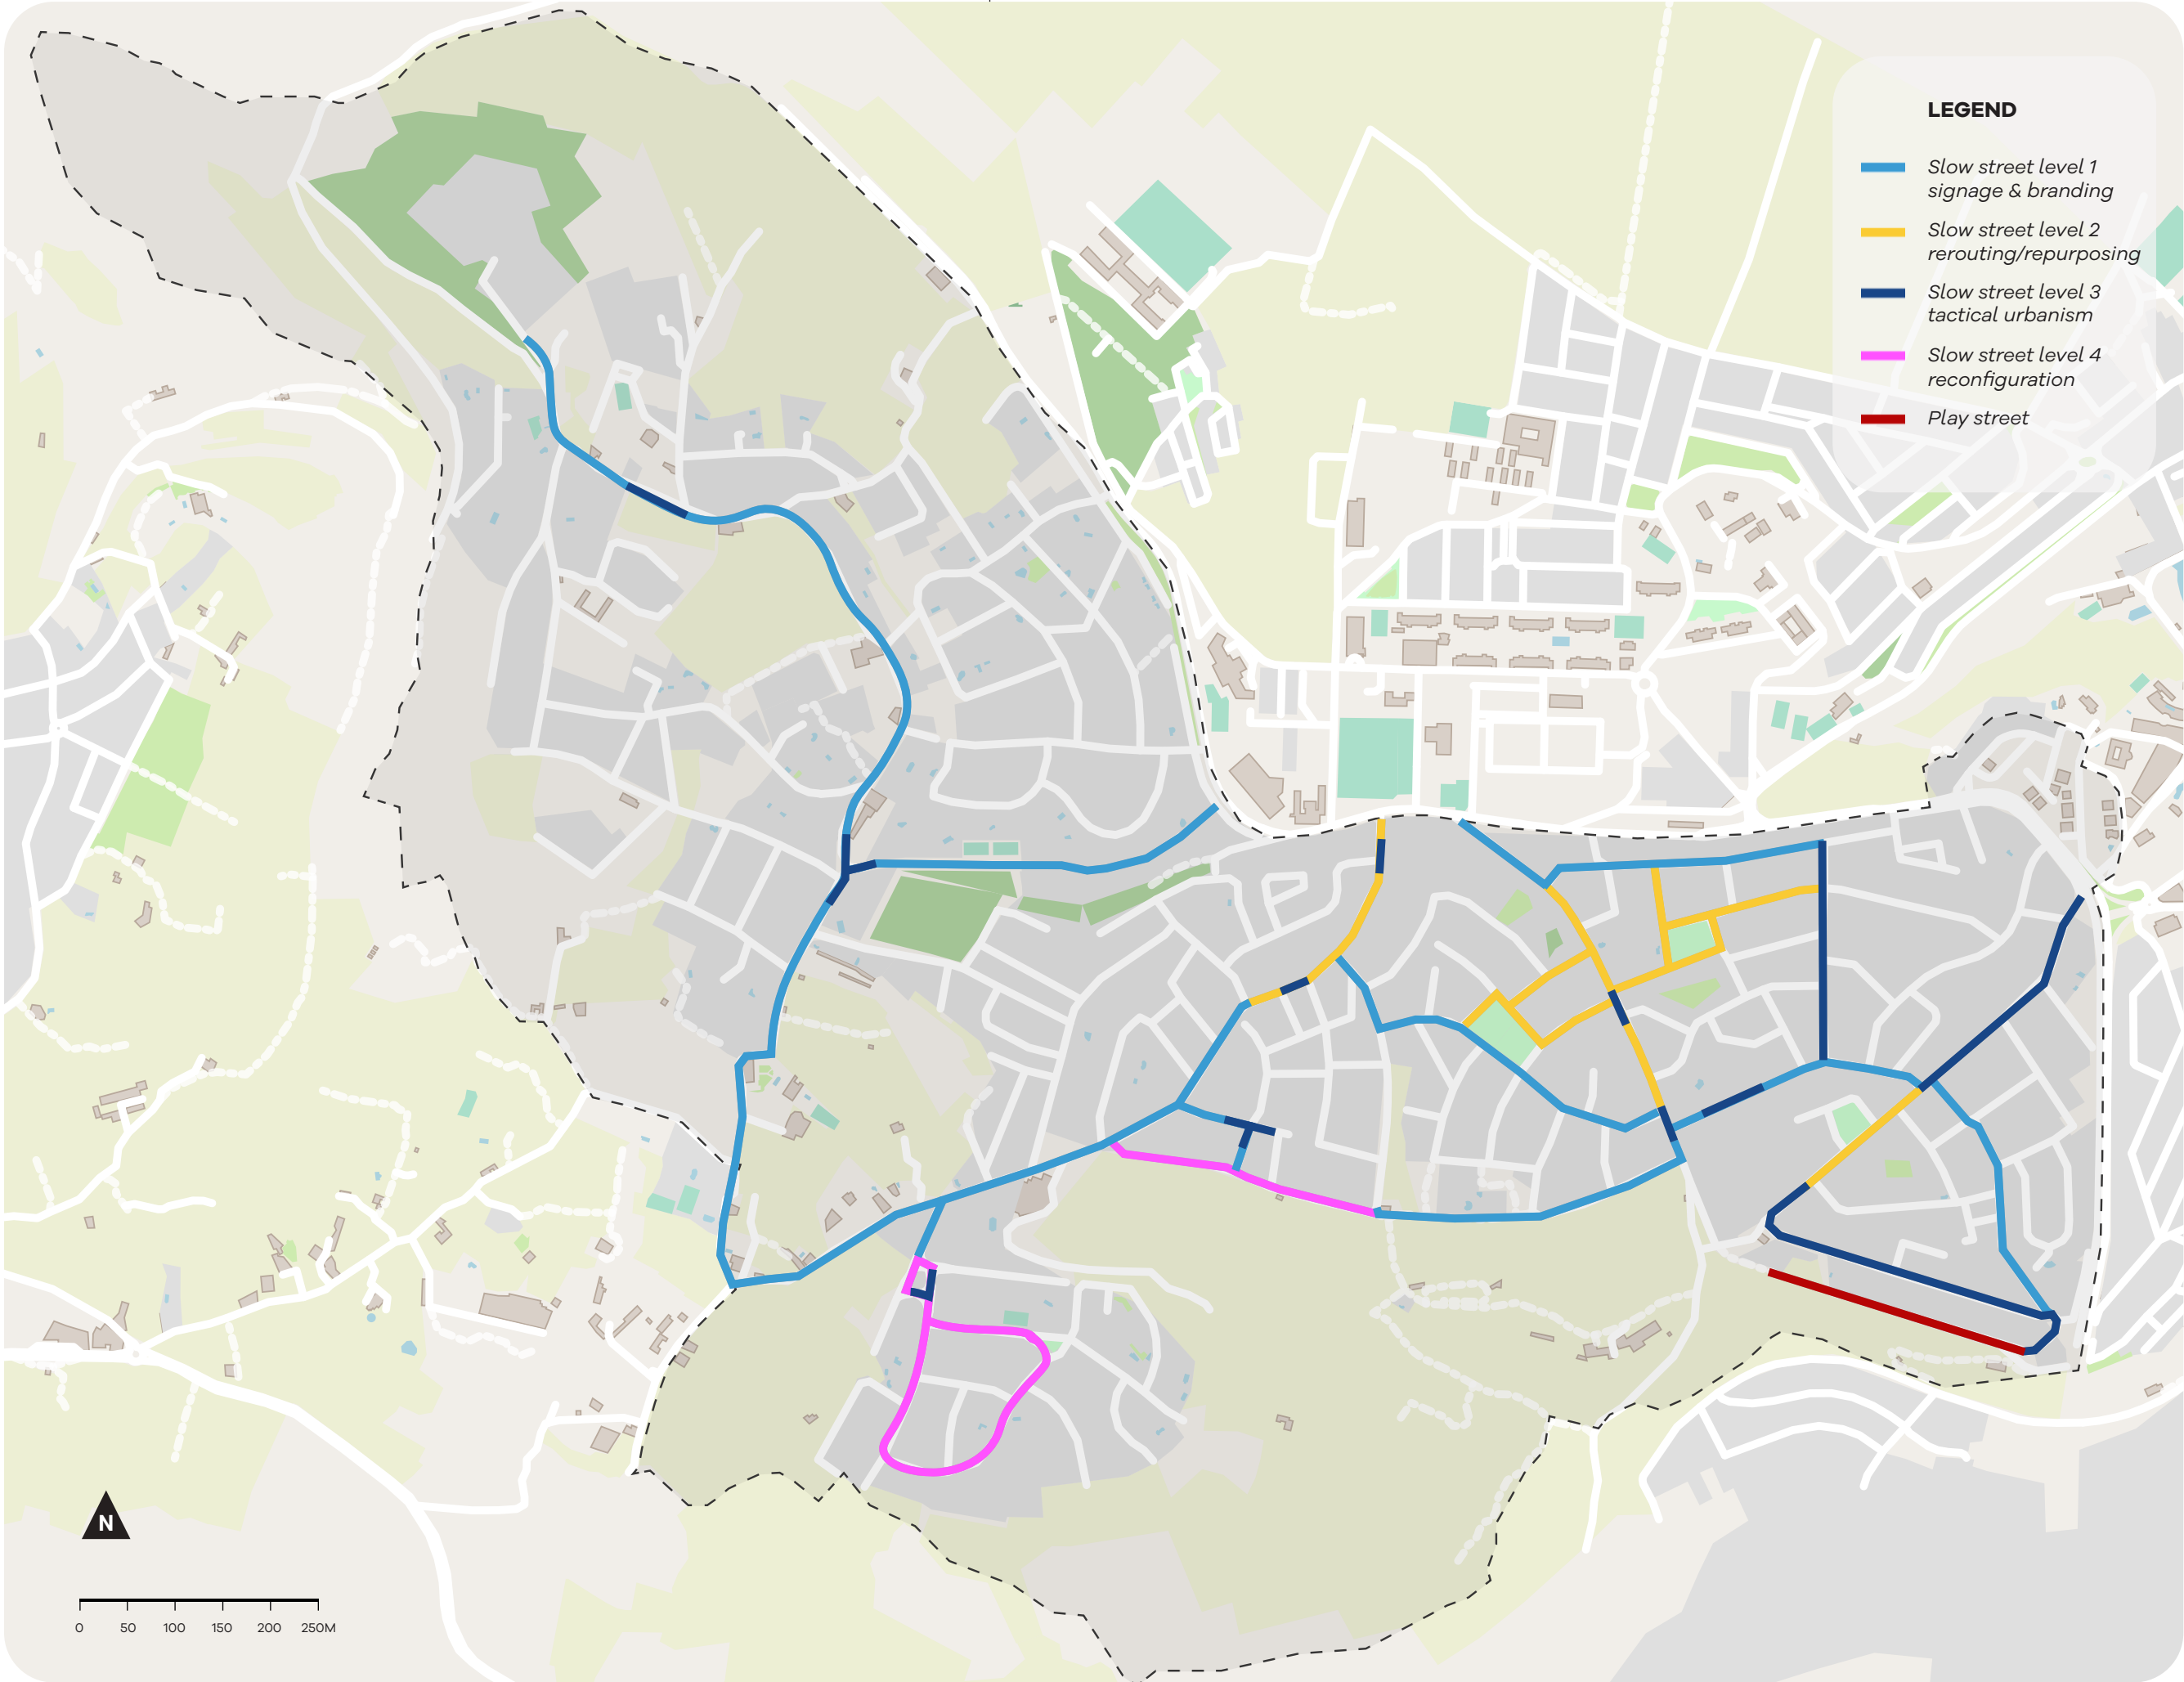 LEGEND
Slow street level 1
signage & branding
Slow street level 2
rerouting/repurposing
Slow street level 3
tactical urbanism
Slow street level 4
reconfiguration
Play street
N
0 50 100 150 200 250M